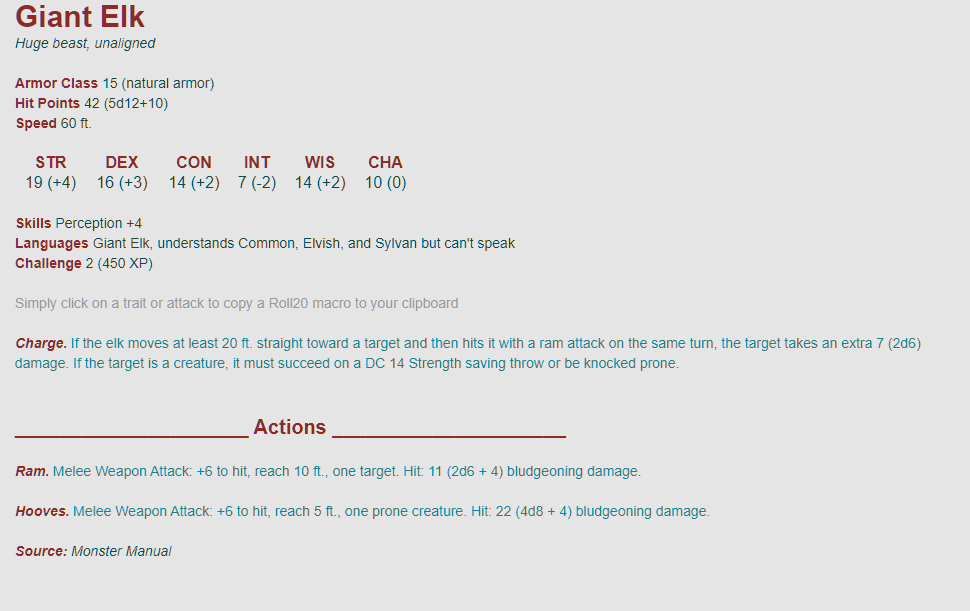 Giant Elk
Huge beast, unaligned
Armor Class 15 (natural armor)
Hit Points 42 (5d12+10)
Speed 60 ft.
STR DEX CON INT WIS CHA
19 (+4) 16 (+3) 14 (+2) 7 (-2) 14 (+2) 10 (0)
Skills Perception +4
Languages Giant Elk, understands Common, Elvish, and Sylvan but can't speak
Challenge 2 (450 XP)
Simply click on a trait or attack to copy a Roll20 macro to your clipboard
Charge. If the elk moves at least 20 ft. straight toward a target and then hits it with a ram attack on the same turn, the target takes an extra 7 (2d6)
damage. If the target is a creature, it must succeed on a DC 14 Strength saving throw or be knocked prone.
_____________________ Actions _____________________
Ram. Melee Weapon Attack: +6 to hit, reach 10 ft., one target. Hit: 11 (2d6 + 4) bludgeoning damage.
Hooves. Melee Weapon Attack: +6 to hit, reach 5 ft., one prone creature. Hit: 22 (4d8 + 4) bludgeoning damage.
Source: Monster Manual